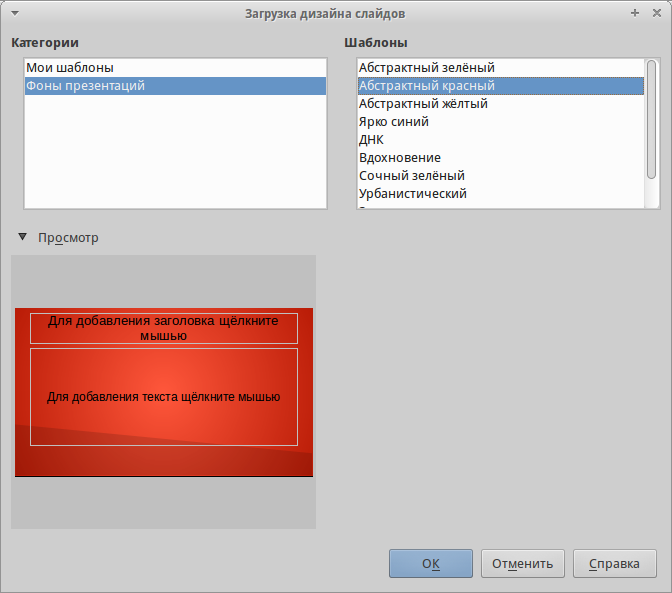 Загрузка дизайна слайдов
Категории
Мои шаблоны
Фоны презентаций
Шаблоны
Абстрактный зелёный
Абстрактный красный
Абстрактный жёлтый
Ярко синий
ДНК
Вдохновение
Сочный зелёный
Урбанистический
Просмотр
Для добавления заголовка щёлкните
мышью
Для добавления текста щёлкните мышью
OK
Отменить
Справка